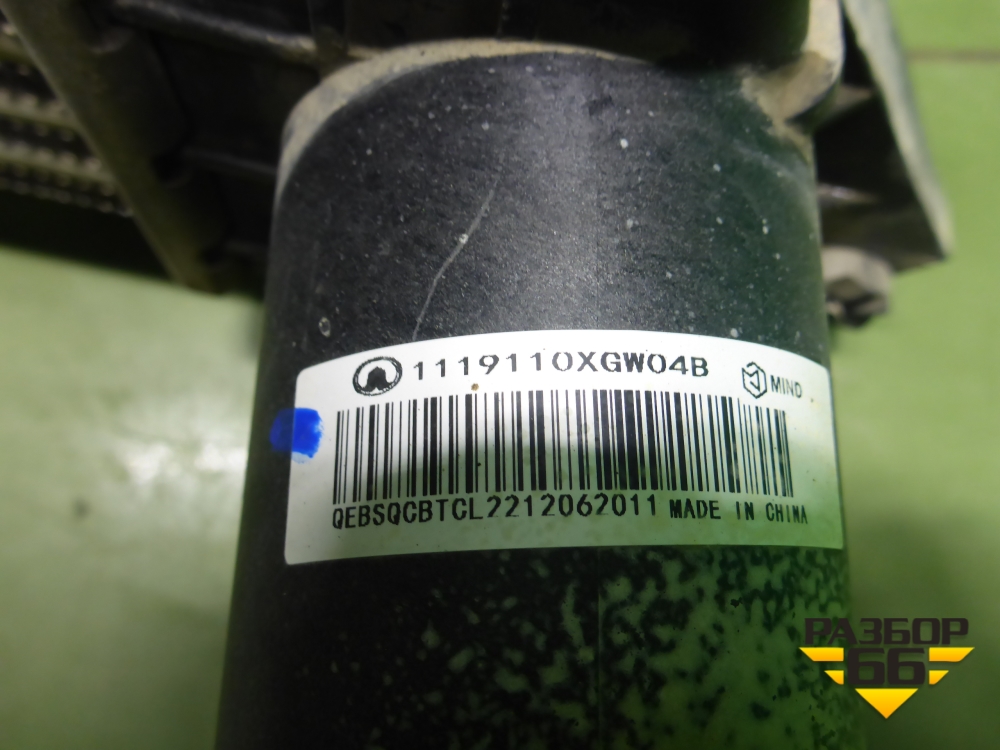 1119110XGW04B MIND
QEBSQCBTCL2212062011 MADE IN CHINA
РАЗБОР
66